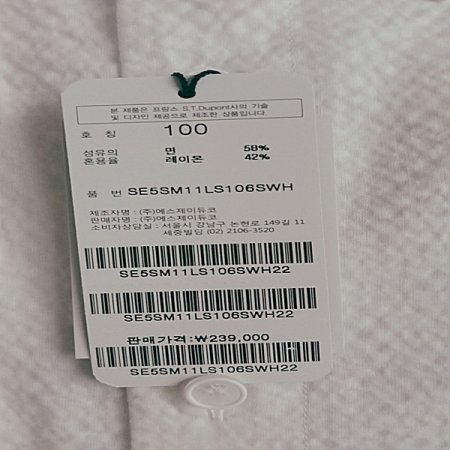 본 제품은 프랑스 S.T.Dupont사의 기술
및 디자인 제공으로 제조한 상품입니다.
호 칭 100
섬유의 면 58%
혼용율 레이온 42%
품 번 SE5SM11LS106SWH
제조자명 : (주)에스제이듀코
판매자명 : (주)에스제이듀코
소비자상담실 : 서울시 강남구 논현로 149길 11
세중빌딩 (02) 2106-3520
SE5SM11LS106SWH22
SE5SM11LS106SWH22
판매가격:₩239,000
SE5SM11LS106SWH22